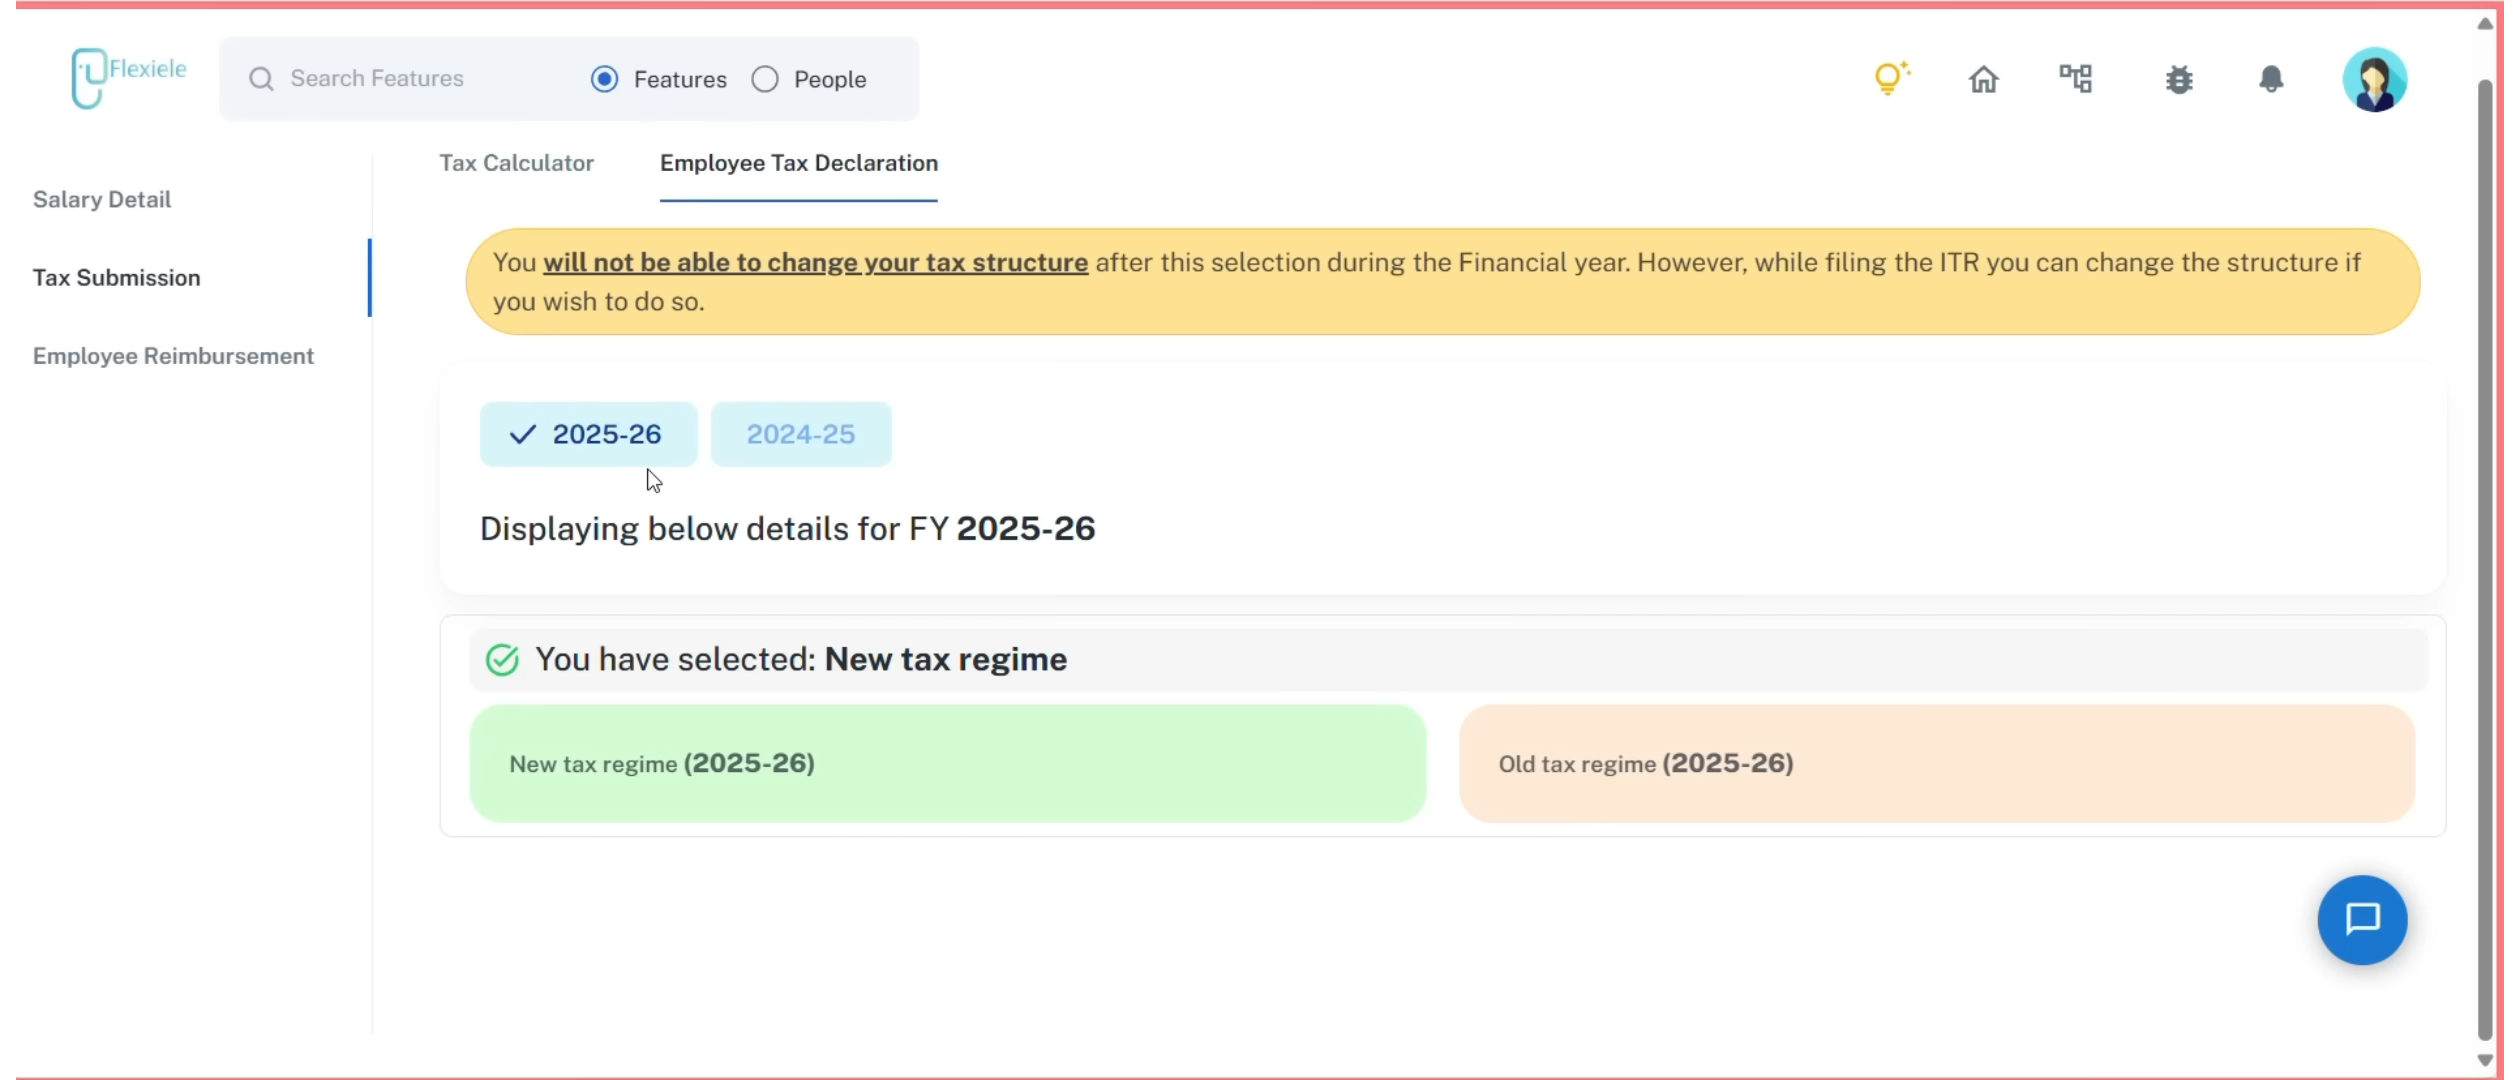 Flexiele
Search Features
Features
People
Salary Detail
Tax Submission
Employee Reimbursement
Tax Calculator
Employee Tax Declaration
You will not be able to change your tax structure after this selection during the Financial year. However, while filing the ITR you can change the structure if
you wish to do so.
2025-26
2024-25
Displaying below details for FY 2025-26
You have selected: New tax regime
New tax regime (2025-26)
Old tax regime (2025-26)